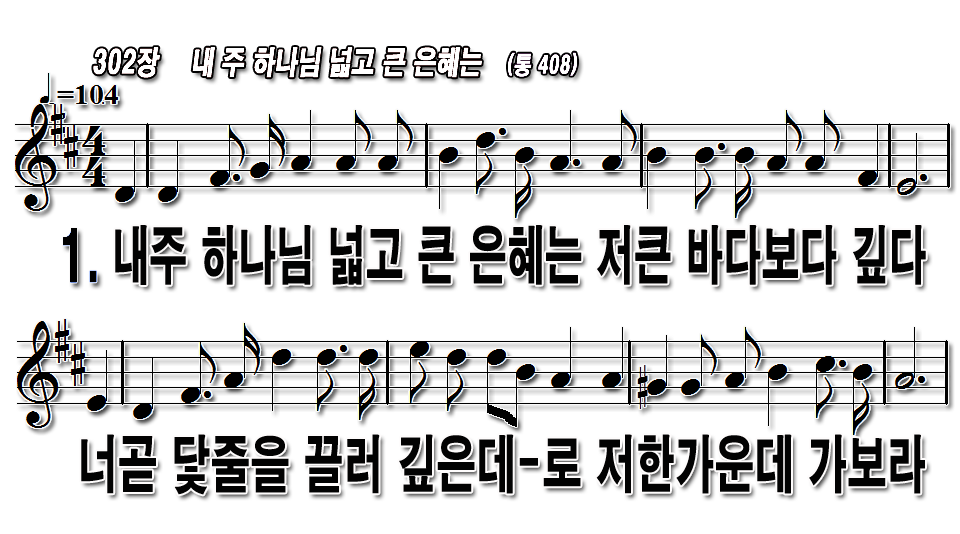 302장 내 주 하나님 넓고 큰 은혜는 (통 408)
♩=104
4/4
1. 내주 하나님 넓고 큰 은혜는 저큰 바다보다 깊다
너곧 닻줄을 끌러 깊은데-로 저한가운데 가보라